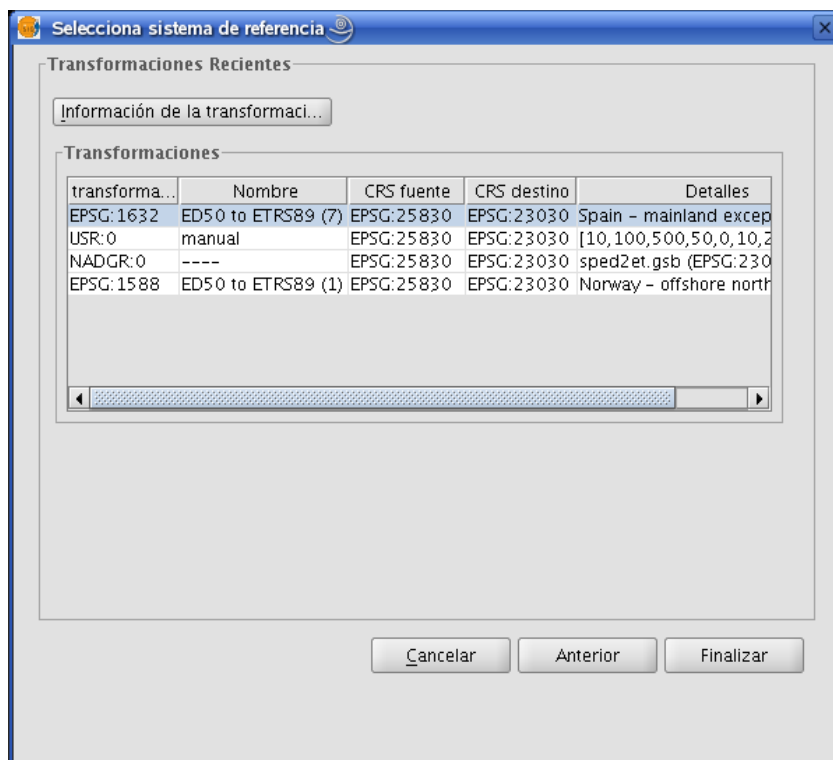 Selecciona sistema de referencia
Transformaciones Recientes
Información de la transformaci...
Transformaciones
transforma... Nombre CRS fuente CRS destino Detalles
EPSG:1632 ED50 to ETRS89 (7) EPSG:25830 EPSG:23030 Spain - mainland excep
USR:0 manual EPSG:25830 EPSG:23030 [10,100,500,50,0,10,2
NADGR:0 ---- EPSG:25830 EPSG:23030 sped2et.gsb (EPSG:230
EPSG:1588 ED50 to ETRS89 (1) EPSG:25830 EPSG:23030 Norway - offshore north
Cancelar Anterior Finalizar